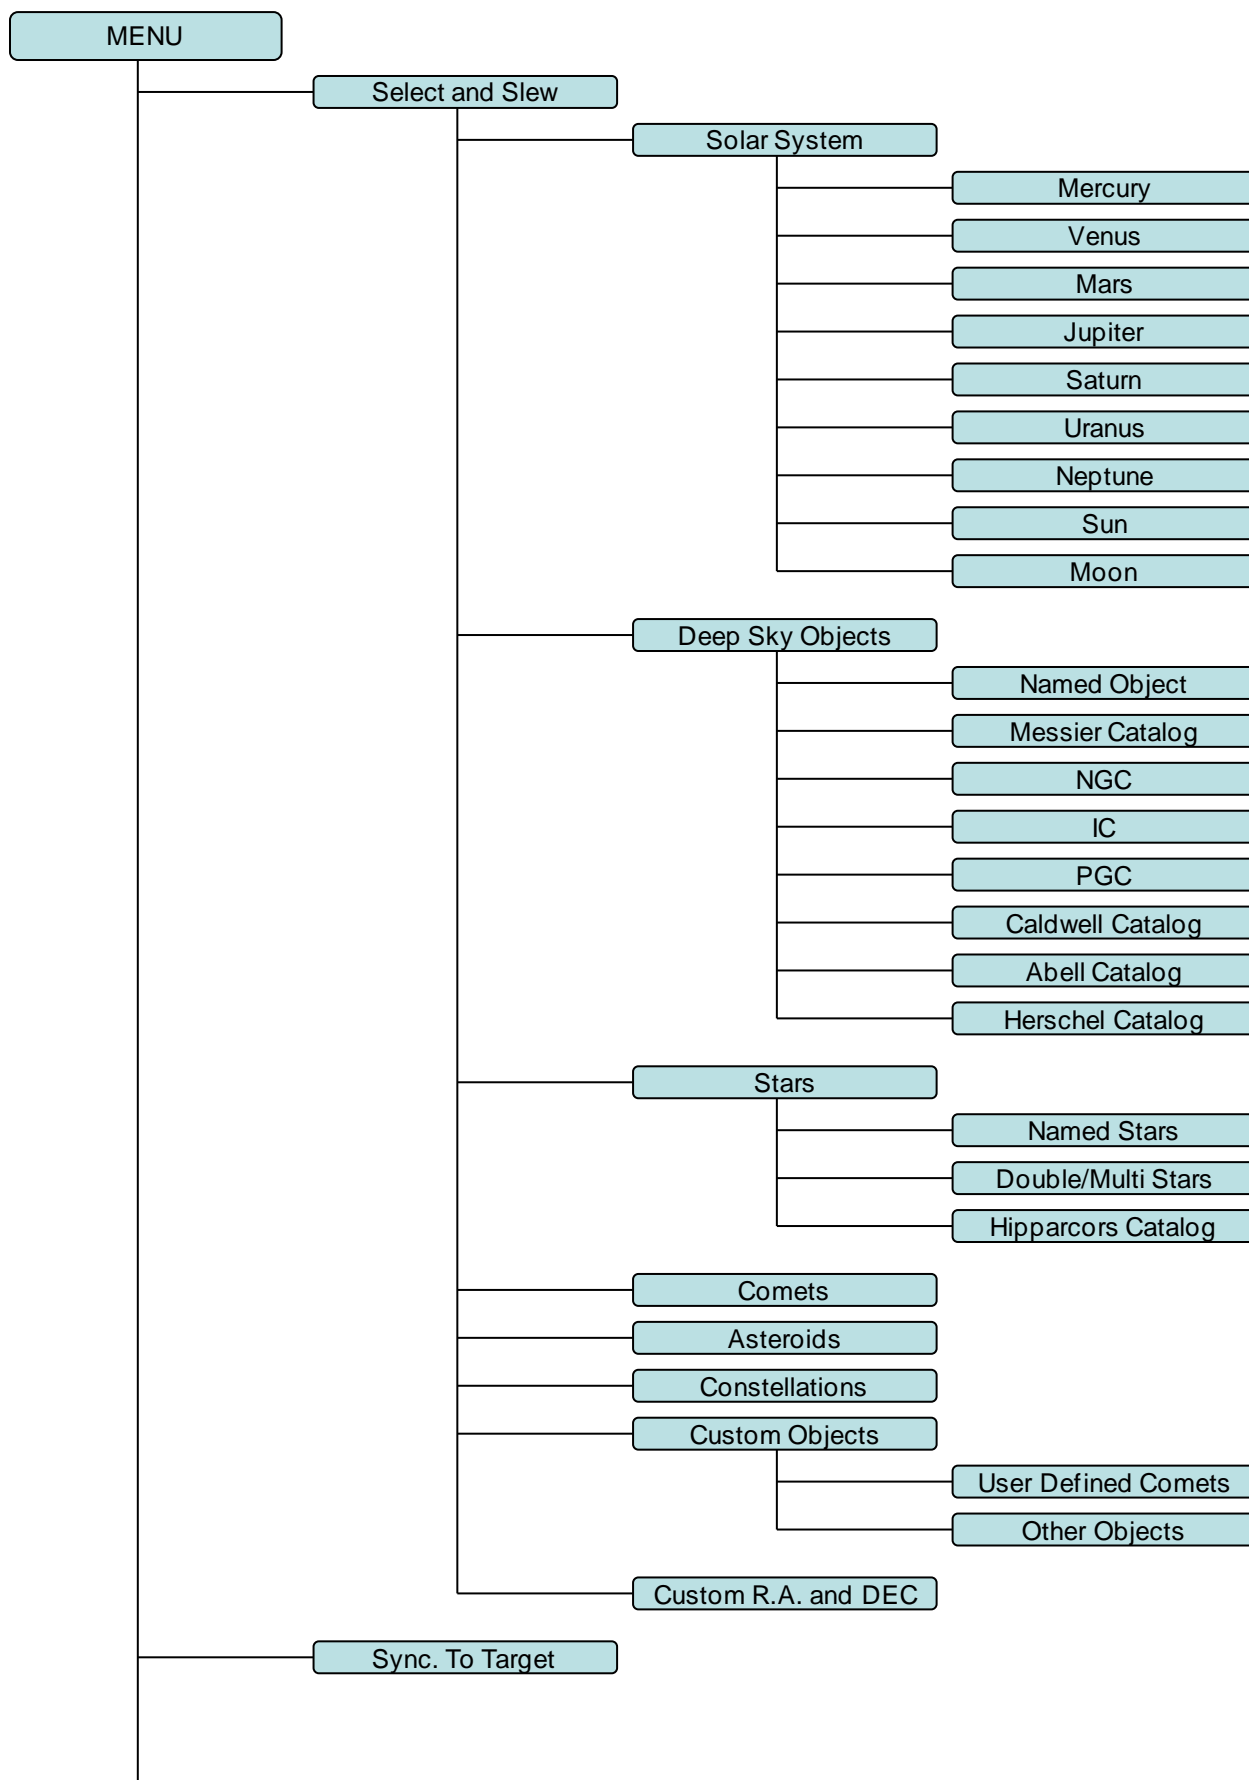 MENU
Select and Slew
Solar System
Mercury
Venus
Mars
Jupiter
Saturn
Uranus
Neptune
Sun
Moon
Deep Sky Objects
Named Object
Messier Catalog
NGC
IC
PGC
Caldwell Catalog
Abell Catalog
Herschel Catalog
Stars
Named Stars
Double/Multi Stars
Hipparcors Catalog
Comets
Asteroids
Constellations
Custom Objects
User Defined Comets
Other Objects
Custom R.A. and DEC
Sync. To Target